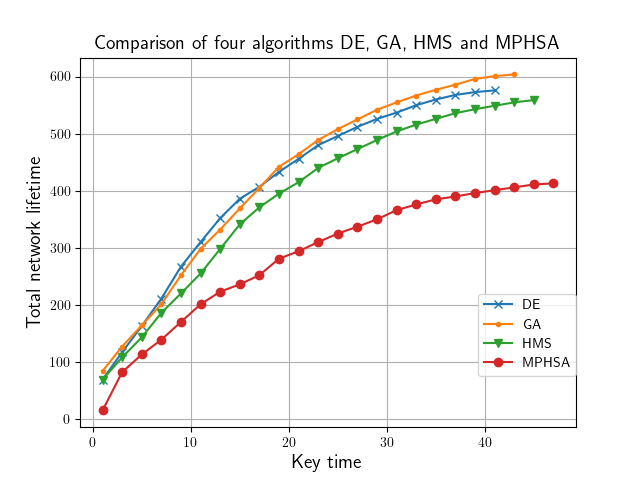 Comparison of four algorithms DE, GA, HMS and MPHSA
Total network lifetime
600
500
400
300
200
100
0
DE
GA
HMS
MPHSA
0 10 20 30 40
Key time